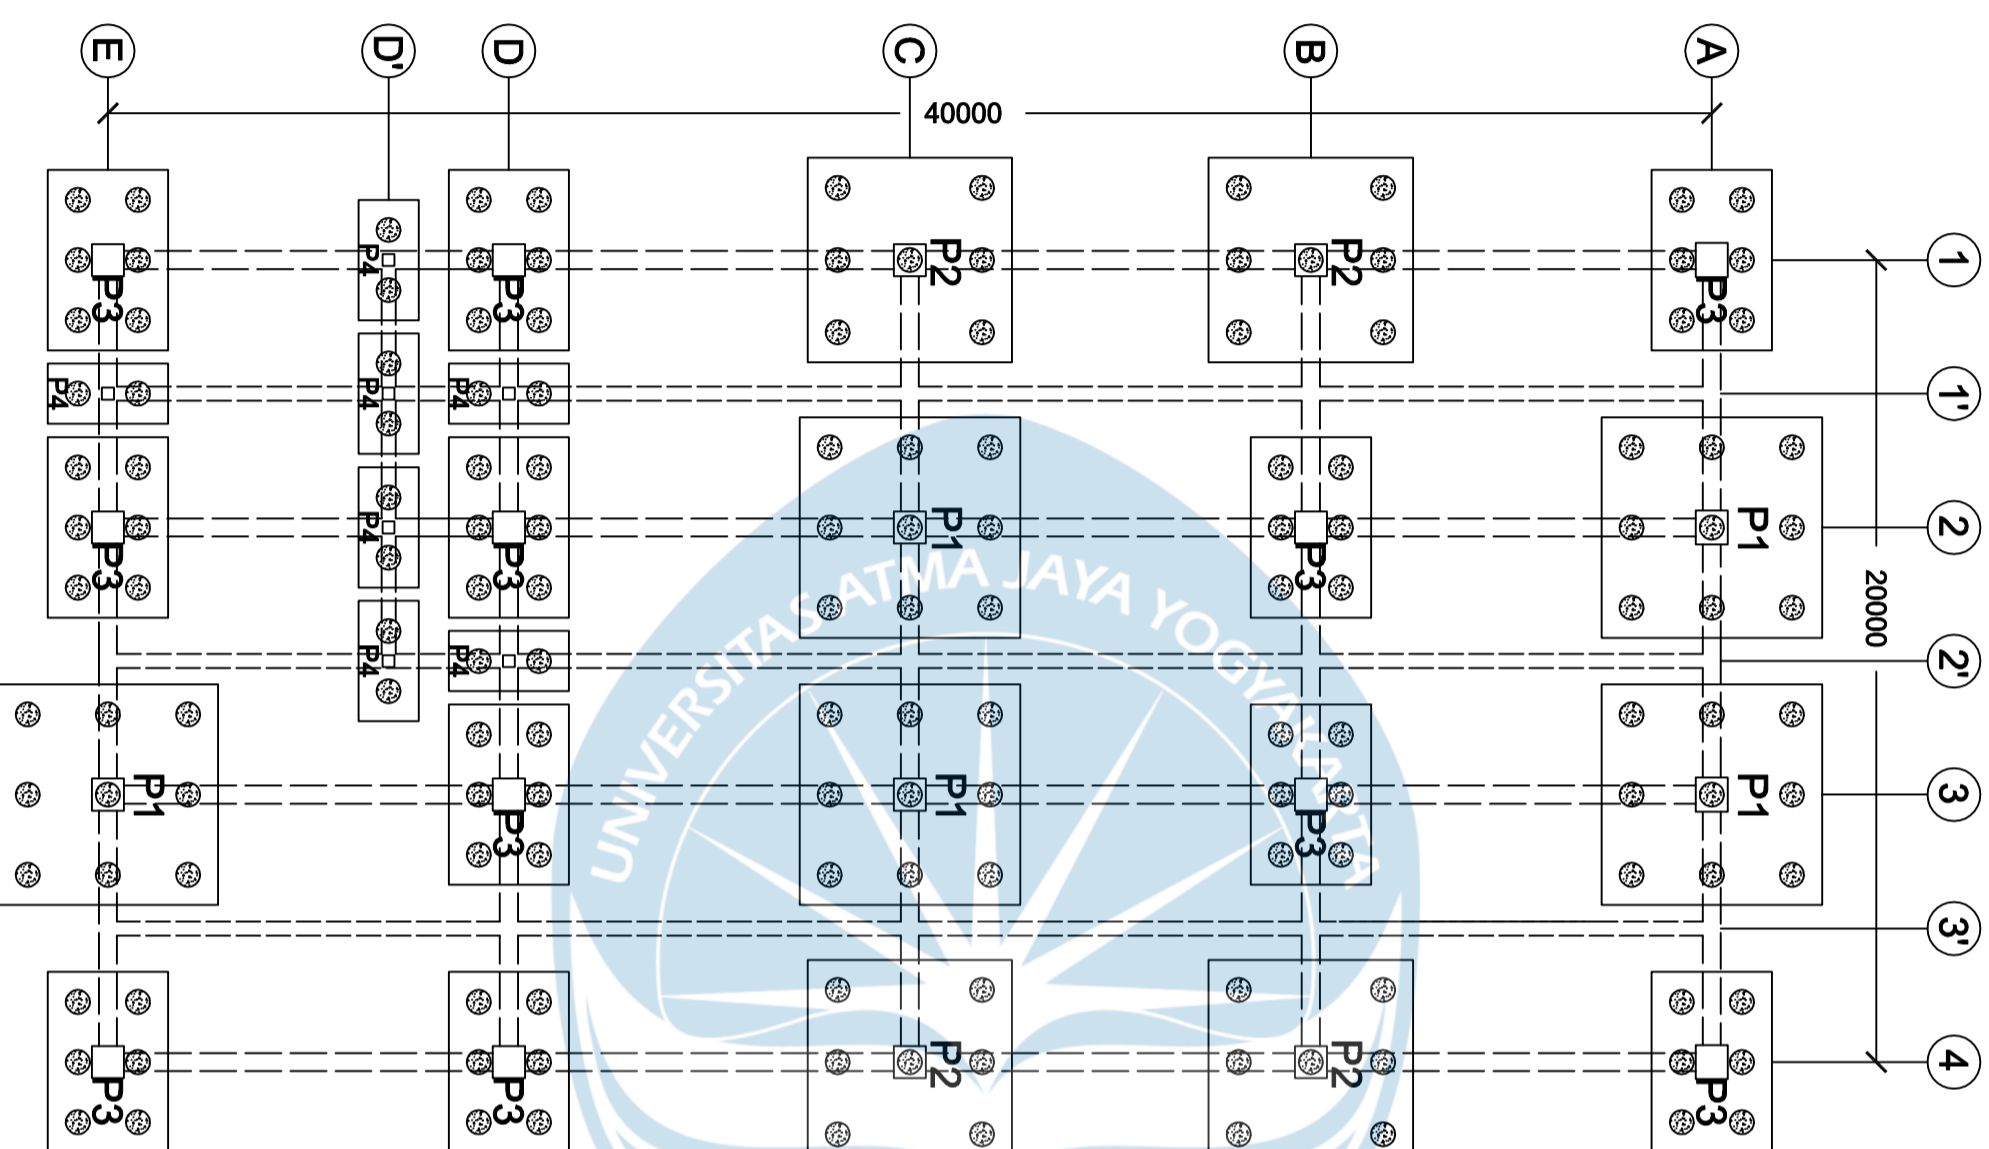 E D' D C B A
40000
1
P3 P4 P3 P2 P2 P3
1'
P4 P4 P4
2
P3 P4 P3 P1 P3 P1
20000
UNIVERSITAS ATMA JAYA YOGYAKARTA
2'
P4 P4
3
P1 P3 P1 P3 P1
3'
4
P3 P3 P2 P2 P3